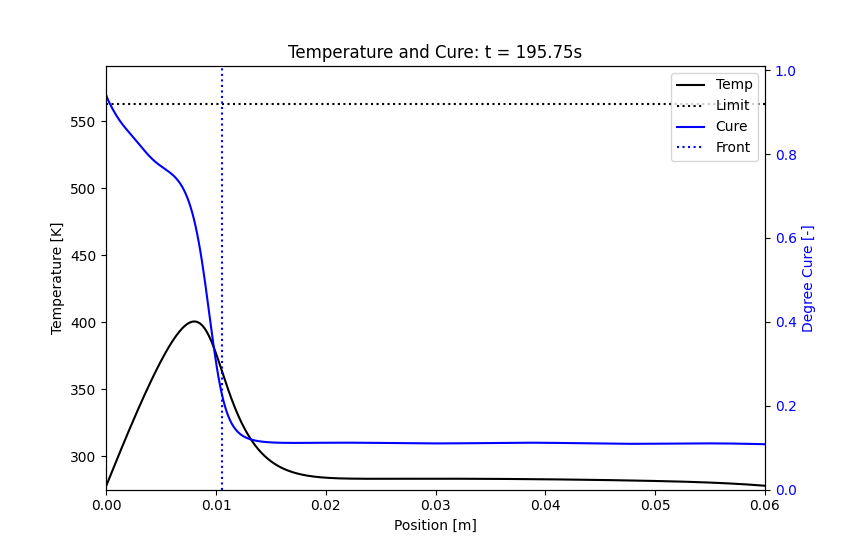 Temperature and Cure: t = 195.75s
Temp
Limit
Cure
Front
Temperature [K]
550
500
450
400
350
300
Degree Cure [-]
1.0
0.8
0.6
0.4
0.2
0.0
0.00 0.01 0.02 0.03 0.04 0.05 0.06
Position [m]